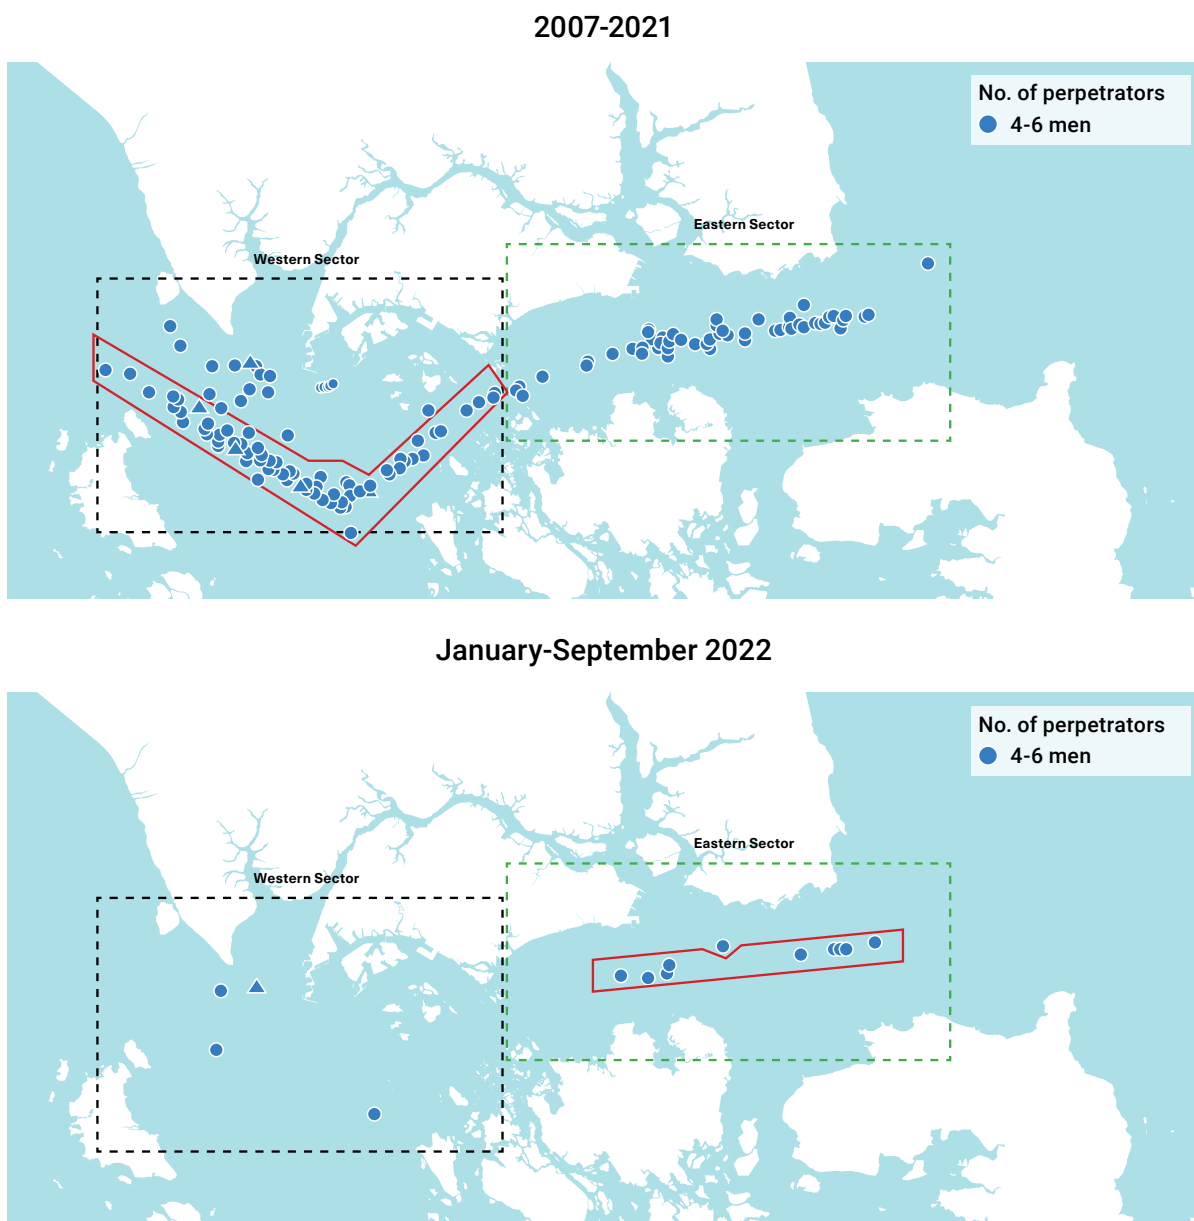 2007-2021
No. of perpetrators
4-6 men
Eastern Sector
Western Sector
January-September 2022
No. of perpetrators
4-6 men
Eastern Sector
Western Sector